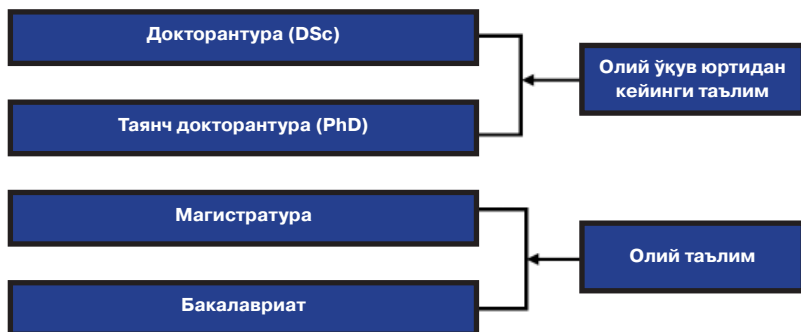 Докторантура (DSc)
Таянч докторантура (PhD)
Олий ўқув юртидан
кейинги таълим
Магистратура
Бакалавриат
Олий таълим